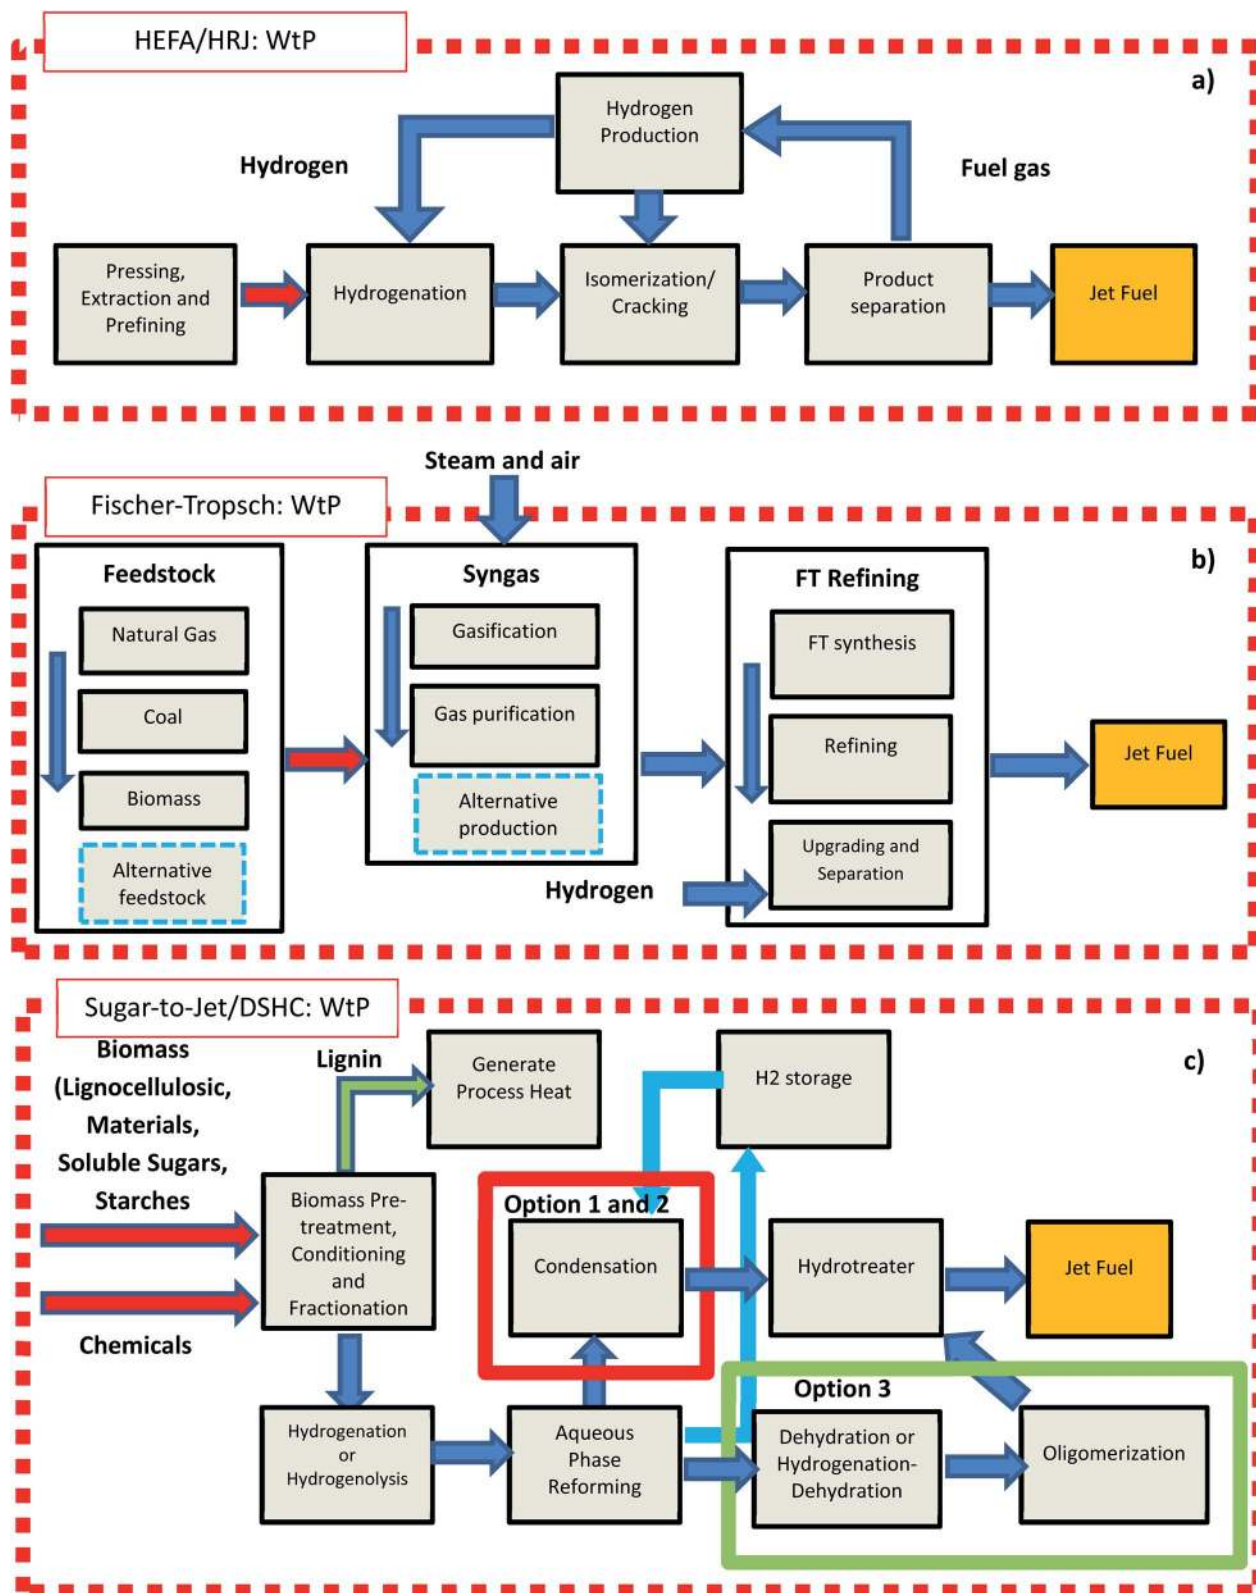 HEFA/HRJ: WtP
a)
Hydrogen
Production
Hydrogen
Fuel gas
Pressing,
Extraction and
Prefining
Hydrogenation
Isomerization/
Cracking
Product
separation
Jet Fuel
Steam and air
Fischer-Tropsch: WtP
b)
Feedstock
Natural Gas
Coal
Biomass
Alternative
feedstock
Syngas
Gasification
Gas purification
Alternative
production
Hydrogen
FT Refining
FT synthesis
Refining
Upgrading and
Separation
Jet Fuel
Sugar-to-Jet/DSHC: WtP
c)
Biomass
(Lignocellulosic,
Materials,
Soluble Sugars,
Starches
Lignin
Generate
Process Heat
H2 storage
Biomass Pre-
treatment,
Conditioning
and
Fractionation
Option 1 and 2
Condensation
Hydrotreater
Jet Fuel
Chemicals
Option 3
Hydrogenation
or
Hydrogenolysis
Aqueous
Phase
Reforming
Dehydration or
Hydrogenation-
Dehydration
Oligomerization